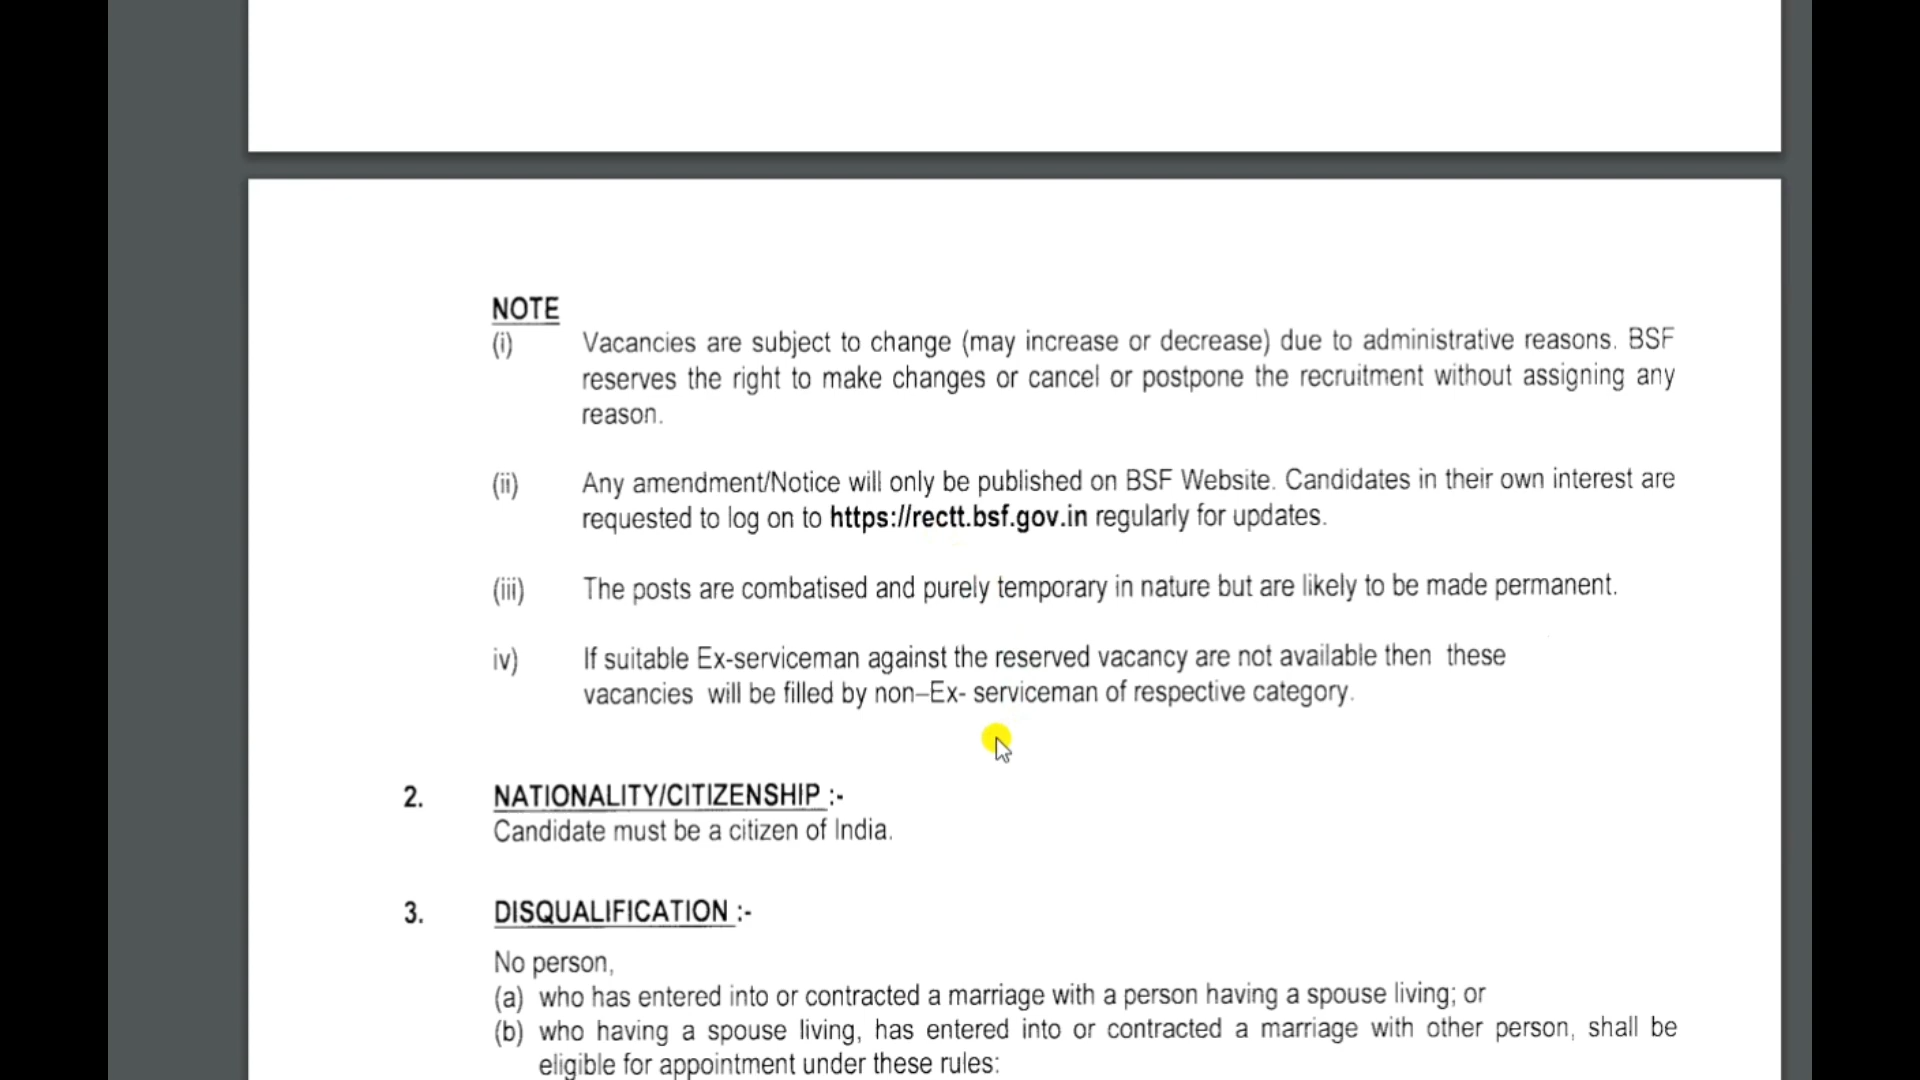 NOTE
(i) Vacancies are subject to change (may increase or decrease) due to administrative reasons. BSF
reserves the right to make changes or cancel or postpone the recruitment without assigning any
reason.
(ii) Any amendment/Notice will only be published on BSF Website. Candidates in their own interest are
requested to log on to https://rectt.bsf.gov.in regularly for updates.
(iii) The posts are combatised and purely temporary in nature but are likely to be made permanent.
iv) If suitable Ex-serviceman against the reserved vacancy are not available then these
vacancies will be filled by non–Ex- serviceman of respective category.
2. NATIONALITY/CITIZENSHIP :-
Candidate must be a citizen of India.
3. DISQUALIFICATION :-
No person,
(a) who has entered into or contracted a marriage with a person having a spouse living; or
(b) who having a spouse living, has entered into or contracted a marriage with other person, shall be
eligible for appointment under these rules: